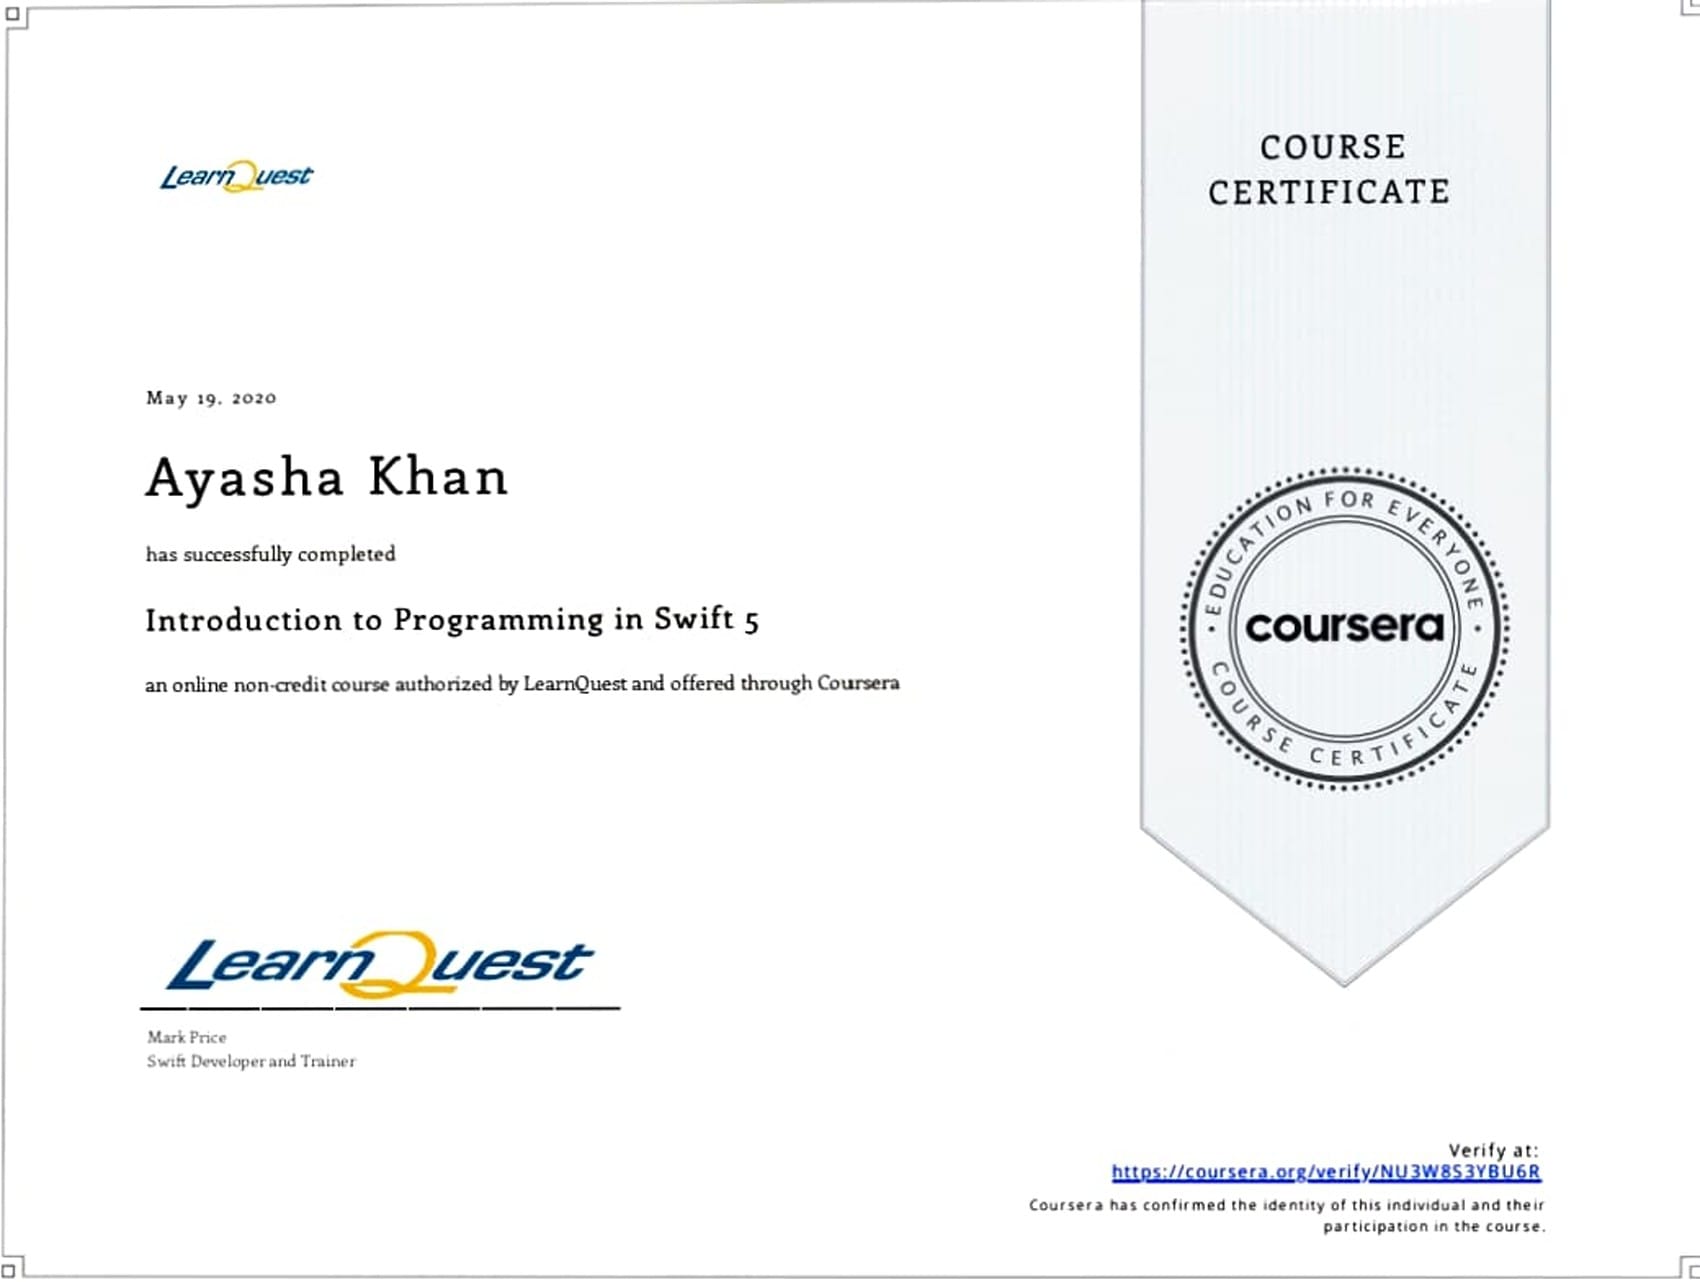 LearnQuest
COURSE
CERTIFICATE
May 19, 2020
Ayasha Khan
has successfully completed
Introduction to Programming in Swift 5
an online non-credit course authorized by LearnQuest and offered through Coursera
EDUCATION FOR EVERYONE
coursera
COURSE CERTIFICATE
LearnQuest
Mark Price
Swift Developer and Trainer
Verify at:
https://coursera.org/verify/NU3W8S3YBU6R
Coursera has confirmed the identity of this individual and their
participation in the course.